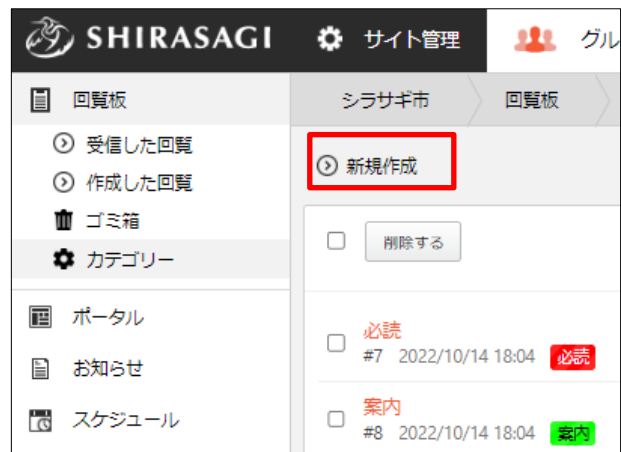 SHIRASAGI
サイト管理
グル
回覧板
受信した回覧
作成した回覧
ゴミ箱
カテゴリー
ポータル
お知らせ
スケジュール
シラサギ市
回覧板
新規作成
削除する
必読
#7 2022/10/14 18:04 必読
案内
#8 2022/10/14 18:04 案内